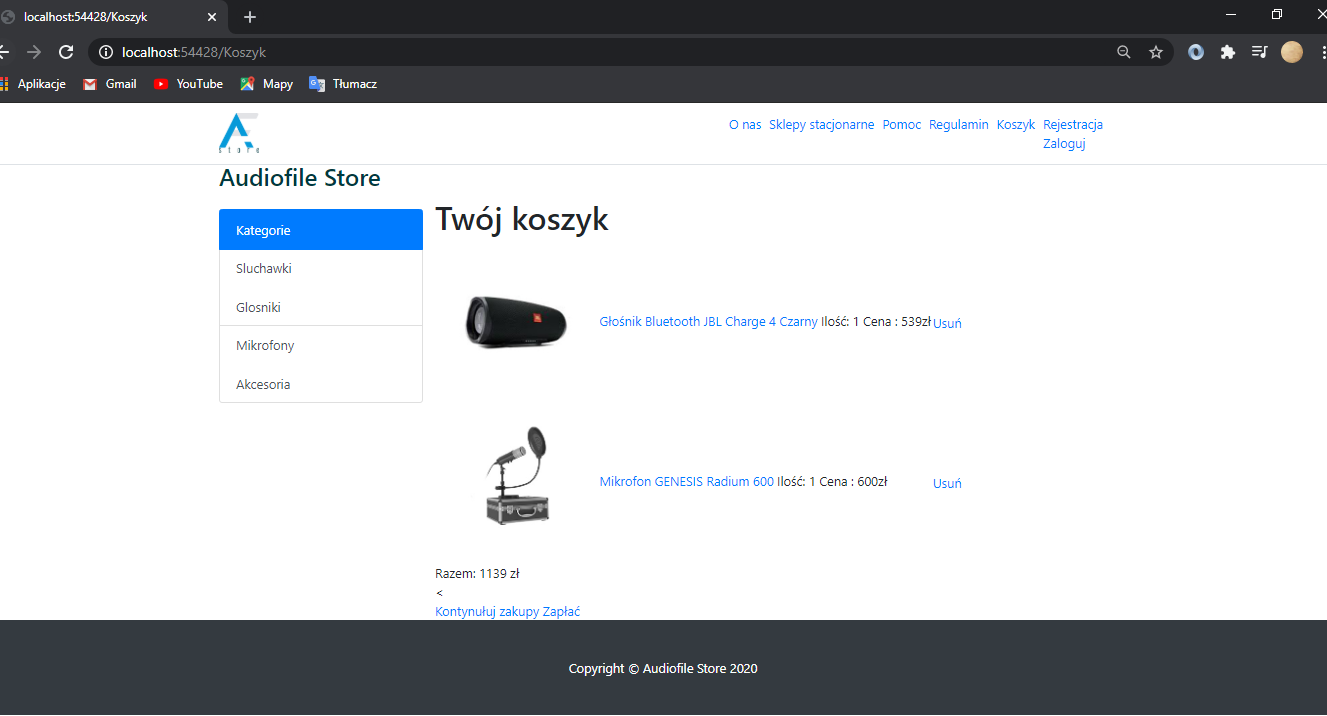 localhost:54428/Koszyk
localhost:54428/Koszyk
Aplikacje Gmail YouTube Mapy Tłumacz
AE
Store
O nas Sklepy stacjonarne Pomoc Regulamin Koszyk Rejestracja
Zaloguj
Audiofile Store
Kategorie
Sluchawki
Glosniki
Mikrofony
Akcesoria
Twój koszyk
Głośnik Bluetooth JBL Charge 4 Czarny Ilość: 1 Cena : 539zł Usuń
Mikrofon GENESIS Radium 600 Ilość: 1 Cena : 600zł Usuń
Razem: 1139 zł
<
Kontynułuj zakupy Zapłać
Copyright © Audiofile Store 2020